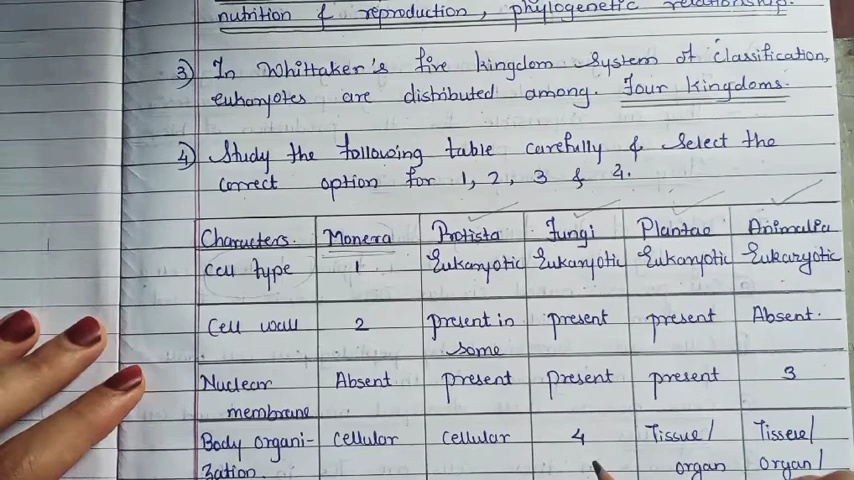 nutrition & reproduction, phylogenetic relationship.
3) In Whittaker's five kingdom system of classification,
eukaryotes are distributed among. Four kingdoms.
4) Study the following table carefully & select the
correct option for 1, 2, 3 & 4.
Characters. Monera Protista Fungi Plantae Animalia
Cell type 1 Eukaryotic Eukaryotic Eukaryotic Eukaryotic
Cell wall 2 present in some present present Absent.
Nuclear membrane Absent present present present 3
Body organi-zation cellular cellular 4 Tissue/ organ Tissue/ organ/